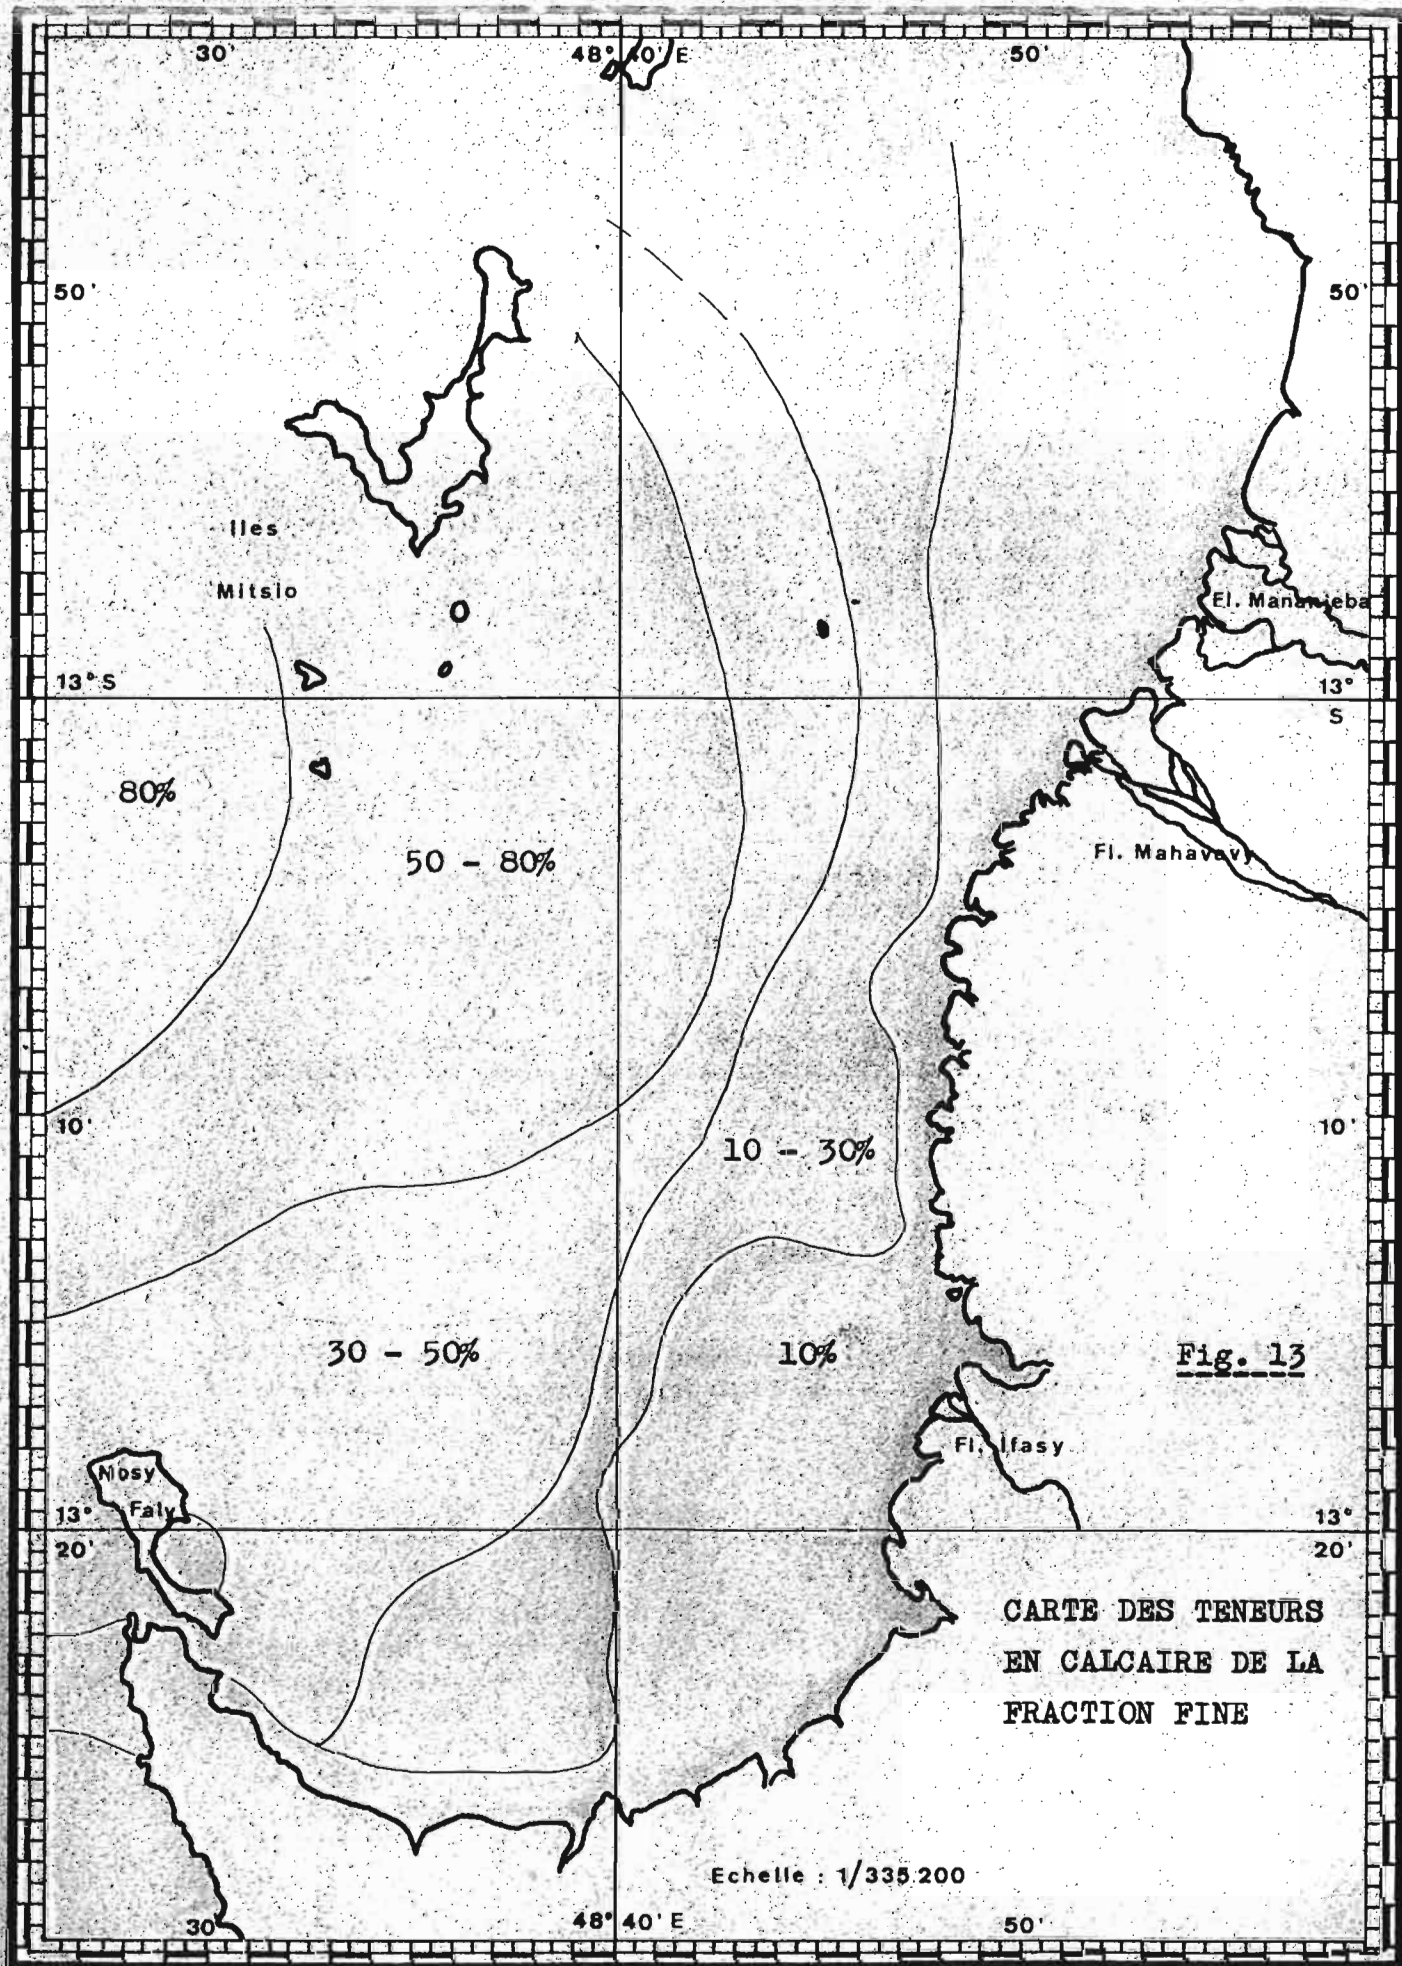 30'
48° 40' E
50'
50'
50'
Iles
Mitsio
Fl. Mananjeba
13° S
13°
S
80%
50 - 80%
Fl. Mahavavy
10'
10'
10 - 30%
30 - 50%
10%
Fig. 13
Fl. Ifasy
Nosy
Faly
13°
20'
13°
20'
CARTE DES TENEURS
EN CALCAIRE DE LA
FRACTION FINE
Echelle : 1/335.200
30'
48° 40' E
50'